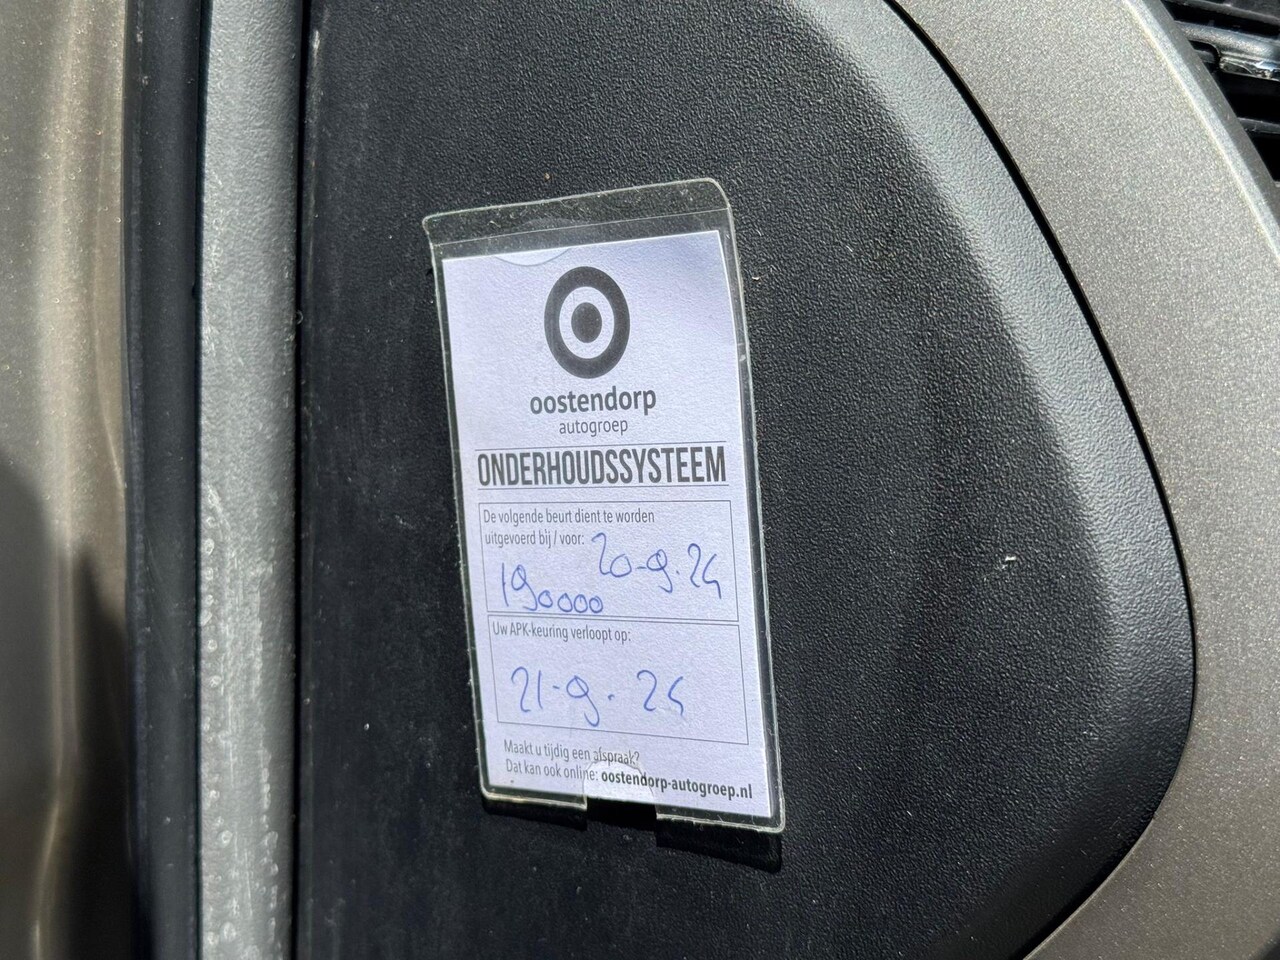 oostendorp
autogroep
ONDERHOUDSSYSTEEM
De volgende beurt dient te worden
uitgevoerd bij / voor: 20-9.24
190000
Uw APK-keuring verloopt op:
21-9. 24
Maakt u tijdig een afspraak?
Dat kan ook online: oostendorp-autogroep.nl